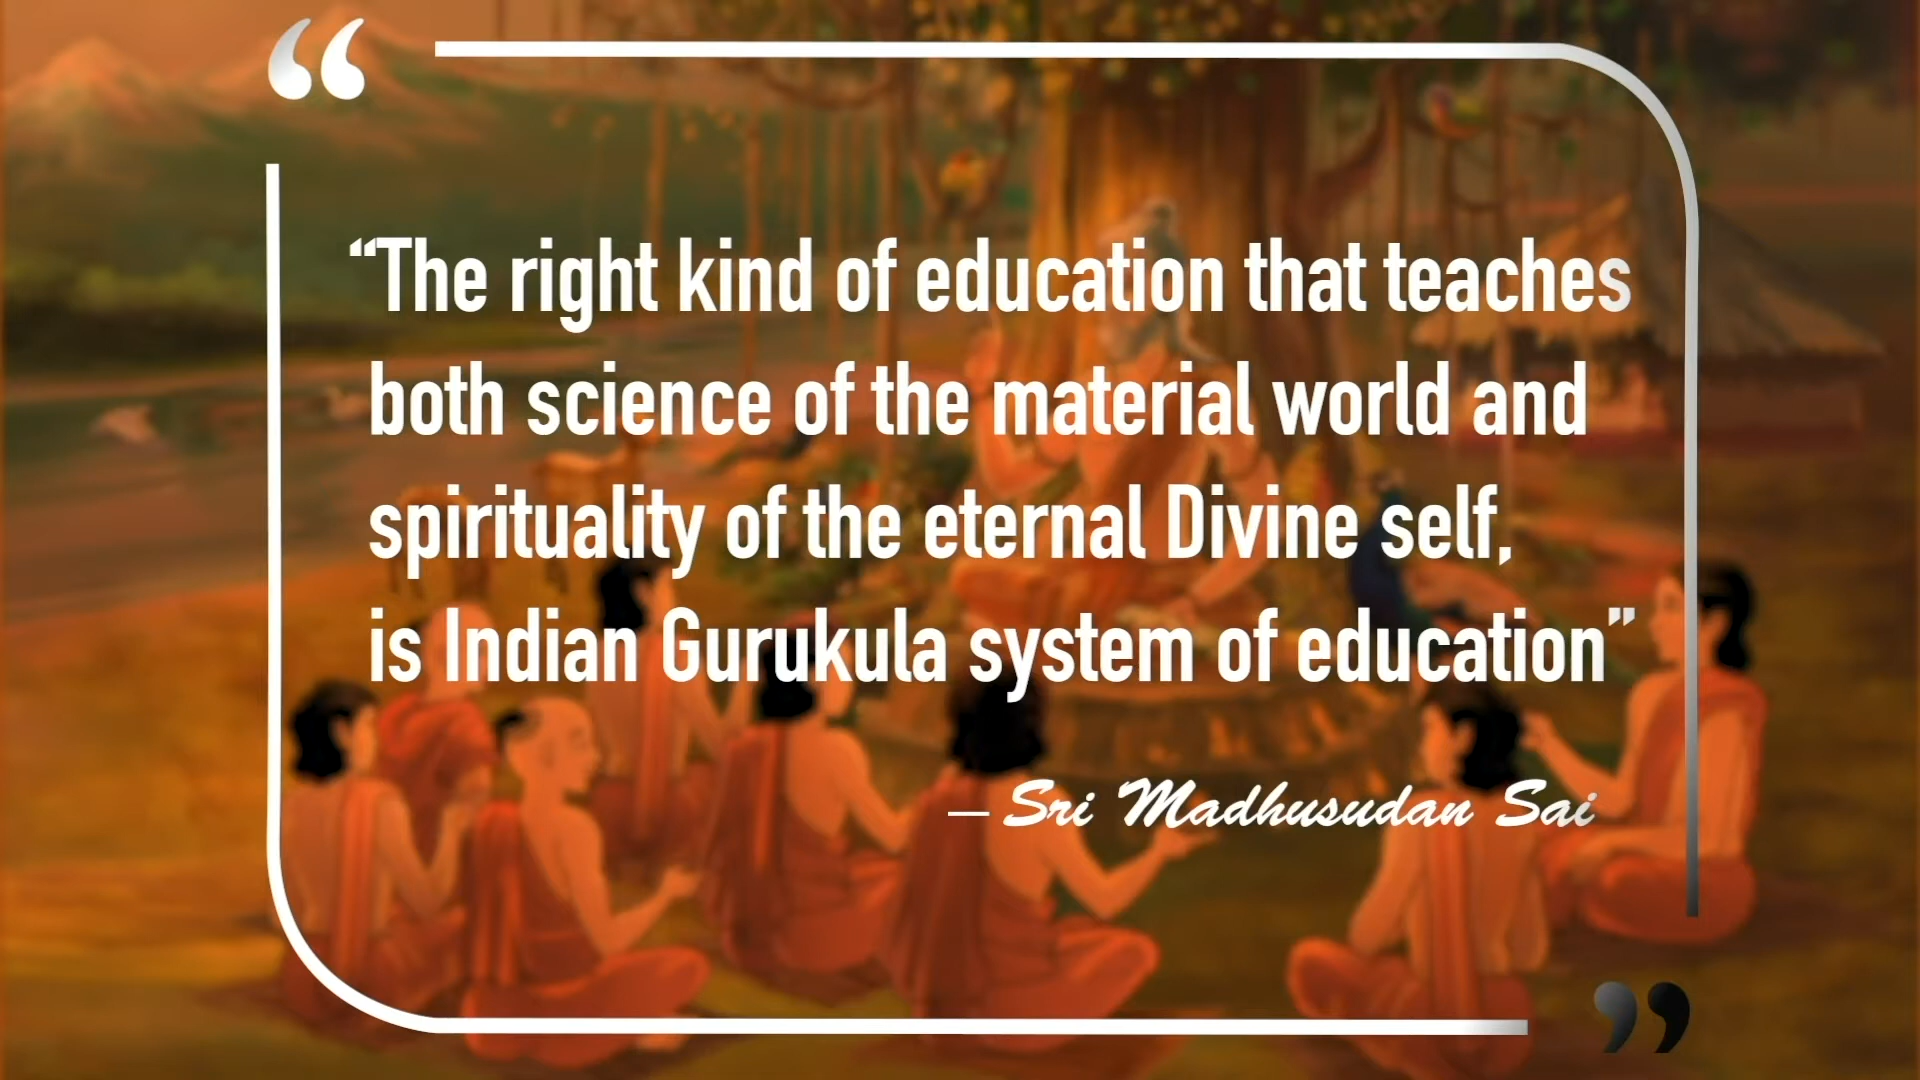 “The right kind of education that teaches
both science of the material world and
spirituality of the eternal Divine self,
is Indian Gurukula system of education”
— Sri Madhusudan Sai